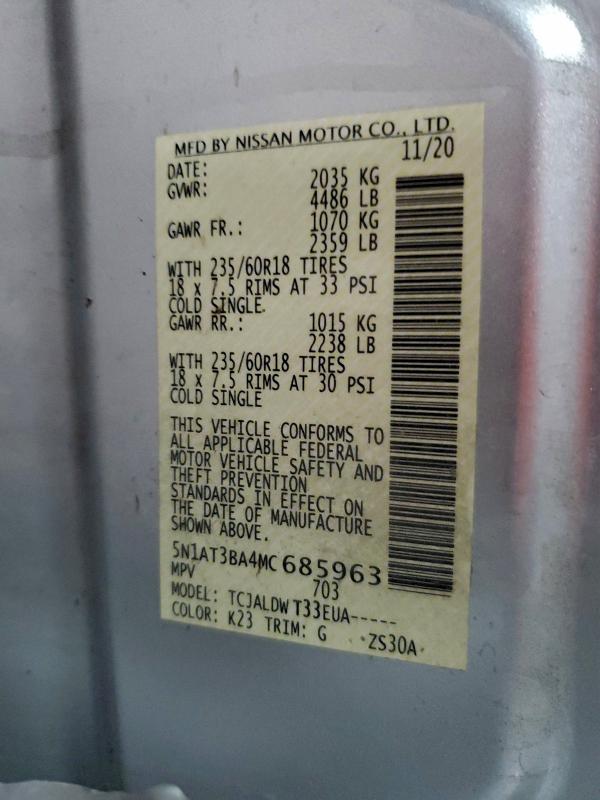 MFD BY NISSAN MOTOR CO., LTD.
DATE: 11/20
GVWR: 2035 KG
4486 LB
GAWR FR.: 1070 KG
2359 LB
WITH 235/60R18 TIRES
18 x 7.5 RIMS AT 33 PSI
COLD SINGLE.
GAWR RR.: 1015 KG
2238 LB
WITH 235/60R18 TIRES
18 x 7.5 RIMS AT 30 PSI
COLD SINGLE
THIS VEHICLE CONFORMS TO
ALL APPLICABLE FEDERAL
MOTOR VEHICLE SAFETY AND
THEFT PREVENTION
STANDARDS IN EFFECT ON
THE DATE OF MANUFACTURE
SHOWN ABOVE.
5N1AT3BA4MC685963
MPV 703
MODEL: TCJALDW T33EUA-----
COLOR: K23 TRIM: G ZS30A